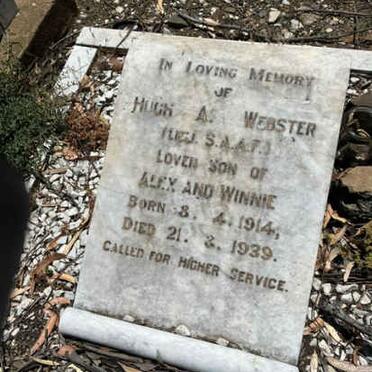 IN LOVING MEMORY
OF
HUGH A. WEBSTER
(LIEUT. S.A.A.F.)
LOVED SON OF
ALEX AND WINNIE
BORN 8. 4. 1914,
DIED 21. 3. 1939.
CALLED FOR HIGHER SERVICE.